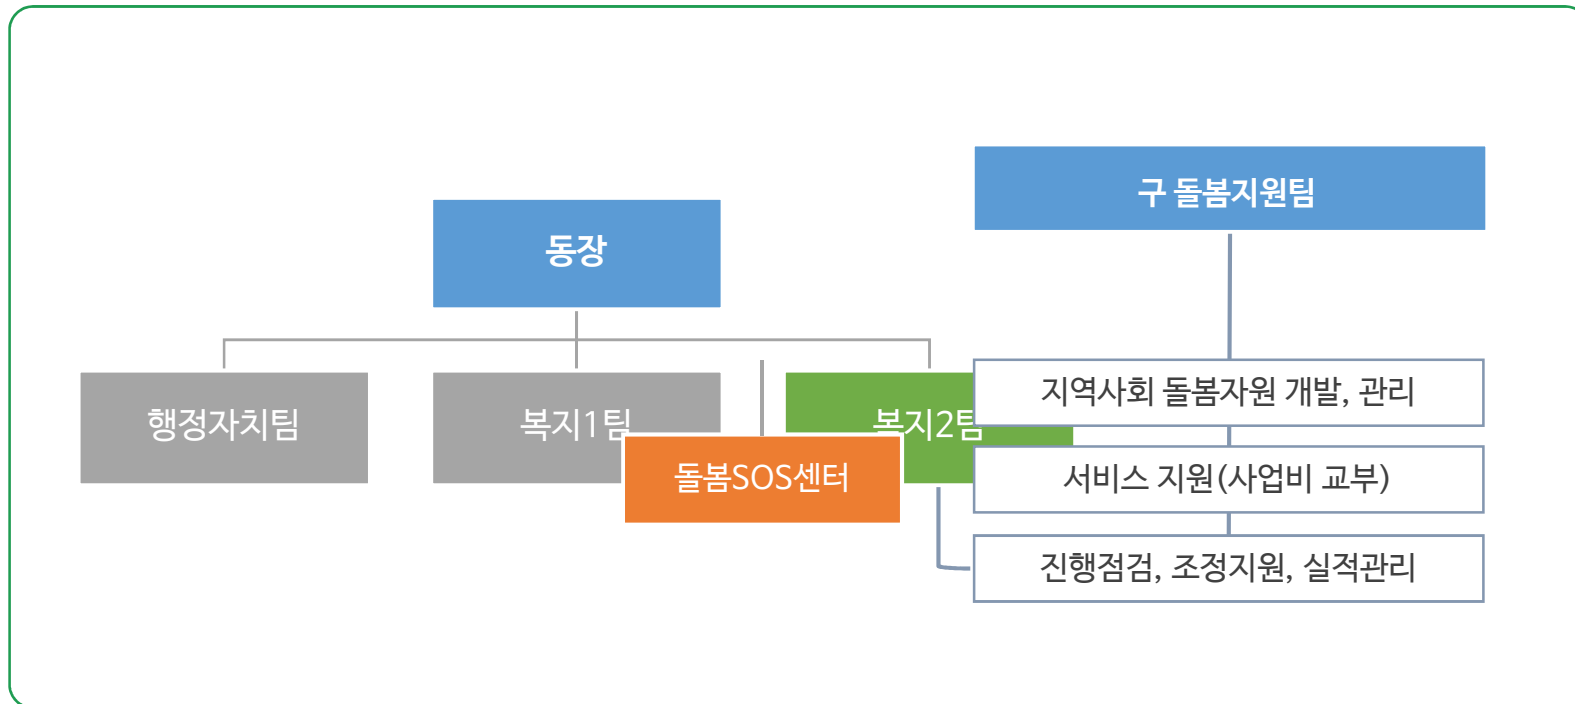 구 돌봄지원팀
동장
행정자치팀
복지1팀
복지2팀
돌봄SOS센터
지역사회 돌봄자원 개발, 관리
서비스 지원(사업비 교부)
진행점검, 조정지원, 실적관리